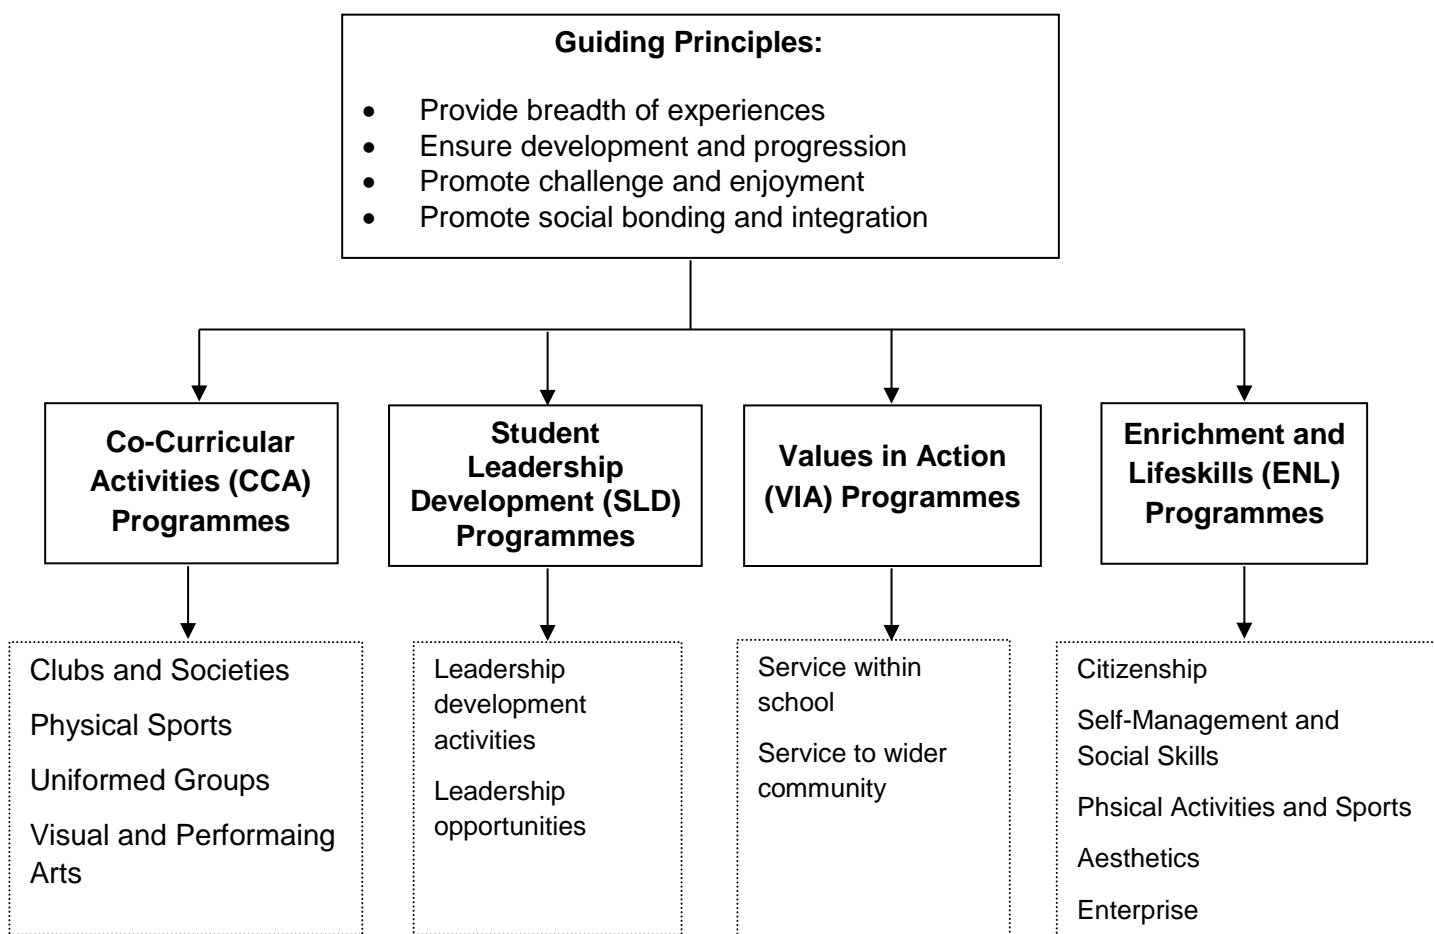 Guiding Principles:
• Provide breadth of experiences
• Ensure development and progression
• Promote challenge and enjoyment
• Promote social bonding and integration
Co-Curricular
Activities (CCA)
Programmes
Student
Leadership
Development (SLD)
Programmes
Values in Action
(VIA) Programmes
Enrichment and
Lifeskills (ENL)
Programmes
Clubs and Societies
Physical Sports
Uniformed Groups
Visual and Performaing
Arts
Leadership
development
activities
Leadership
opportunities
Service within
school
Service to wider
community
Citizenship
Self-Management and
Social Skills
Phsical Activities and Sports
Aesthetics
Enterprise